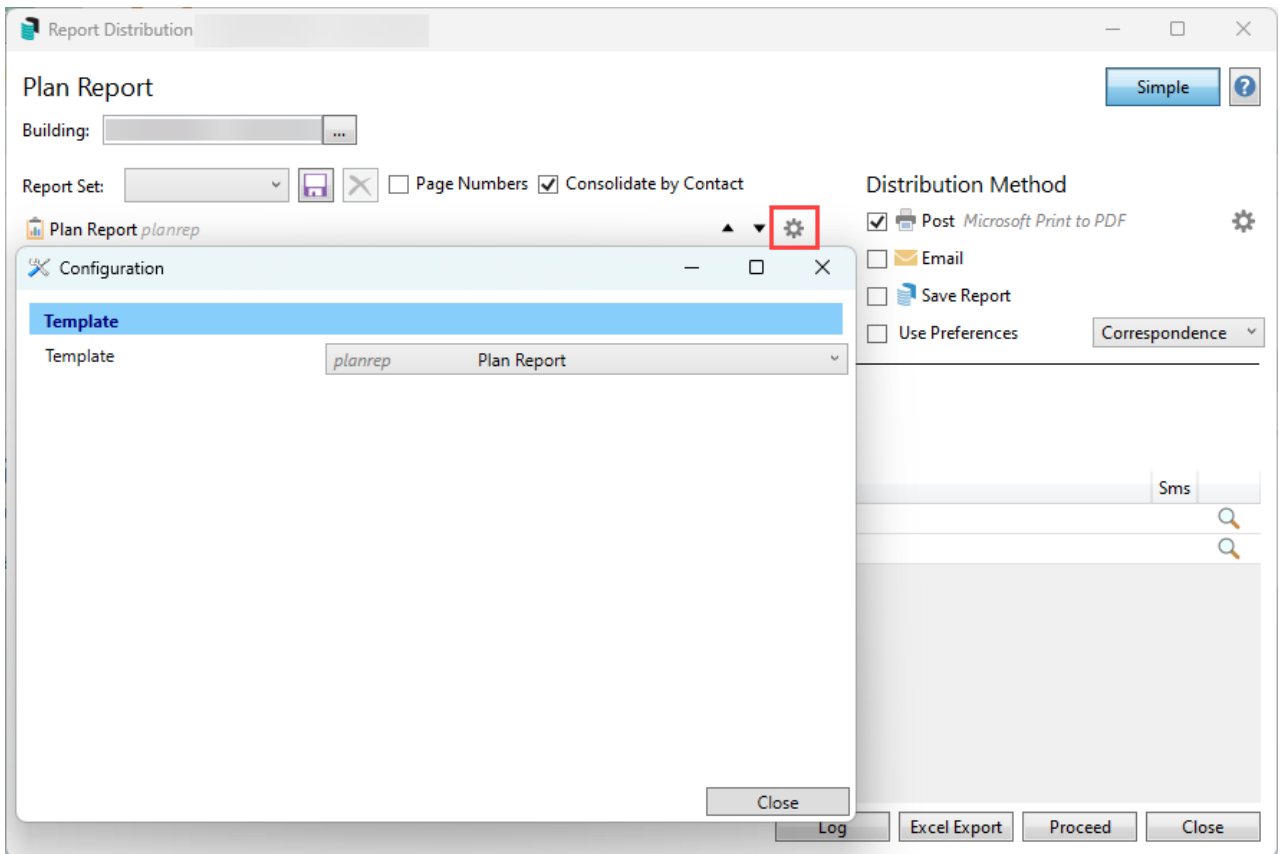 Report Distribution
Plan Report
Simple
Building:
...
Report Set:
Page Numbers
Consolidate by Contact
Distribution Method
Plan Report planrep
Post Microsoft Print to PDF
Configuration
Email
Save Report
Template
Use Preferences
Correspondence
Template
planrep Plan Report
Sms
Close
Log
Excel Export
Proceed
Close